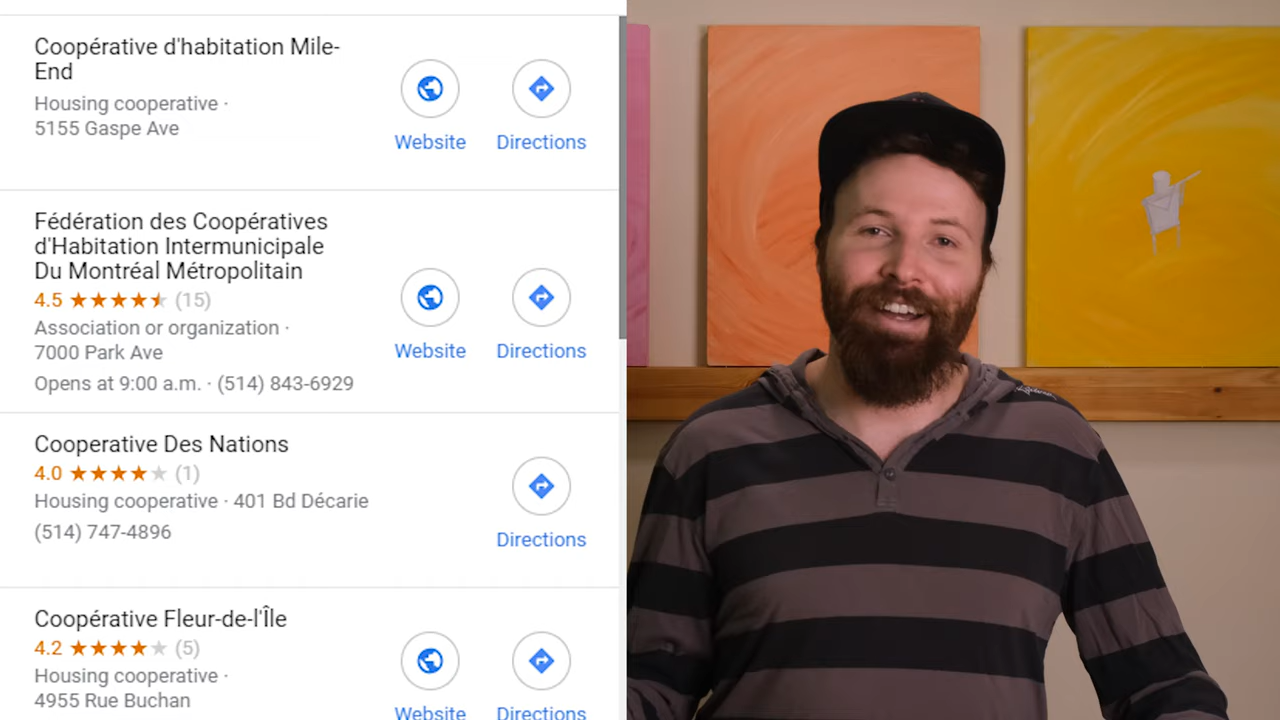 Coopérative d'habitation Mile-
End
Housing cooperative ·
5155 Gaspe Ave
Website
Directions
Fédération des Coopératives
d'Habitation Intermunicipale
Du Montréal Métropolitain
4.5 (15)
Association or organization ·
7000 Park Ave
Opens at 9:00 a.m. · (514) 843-6929
Website
Directions
Cooperative Des Nations
4.0 (1)
Housing cooperative · 401 Bd Décarie
(514) 747-4896
Directions
Coopérative Fleur-de-l'Île
4.2 (5)
Housing cooperative ·
4955 Rue Buchan
Website
Directions